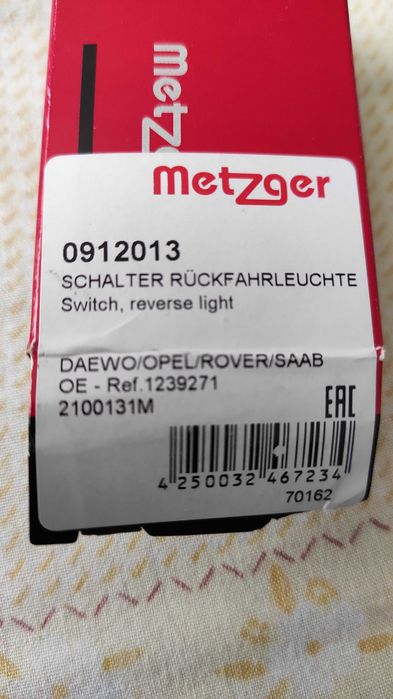 metz
metzger
0912013
SCHALTER RÜCKFAHRLEUCHTE
Switch, reverse light
DAEWO/OPEL/ROVER/SAAB
OE - Ref.1239271
2100131M
EAC
4 250032 467234
70162